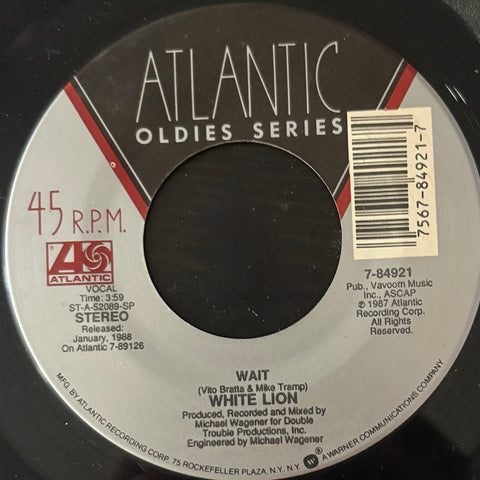 ATLANTIC
OLDIES SERIES
7567-84921-7
45 R.P.M.
ATLANTIC
VOCAL
Time: 3:59
ST-A-52089-SP
STEREO
Released:
January, 1988
On Atlantic 7-89126
7-84921
Pub., Vavoom Music
Inc., ASCAP
℗ 1987 Atlantic
Recording Corp.
All Rights
Reserved.
WAIT
(Vito Bratta & Mike Tramp)
WHITE LION
Produced, Recorded and Mixed by
Michael Wagener for Double
Trouble Productions, Inc.
Engineered by Michael Wagener
MFG. BY ATLANTIC RECORDING CORP. 75 ROCKEFELLER PLAZA, N.Y. N.Y. ® A WARNER COMMUNICATIONS COMPANY